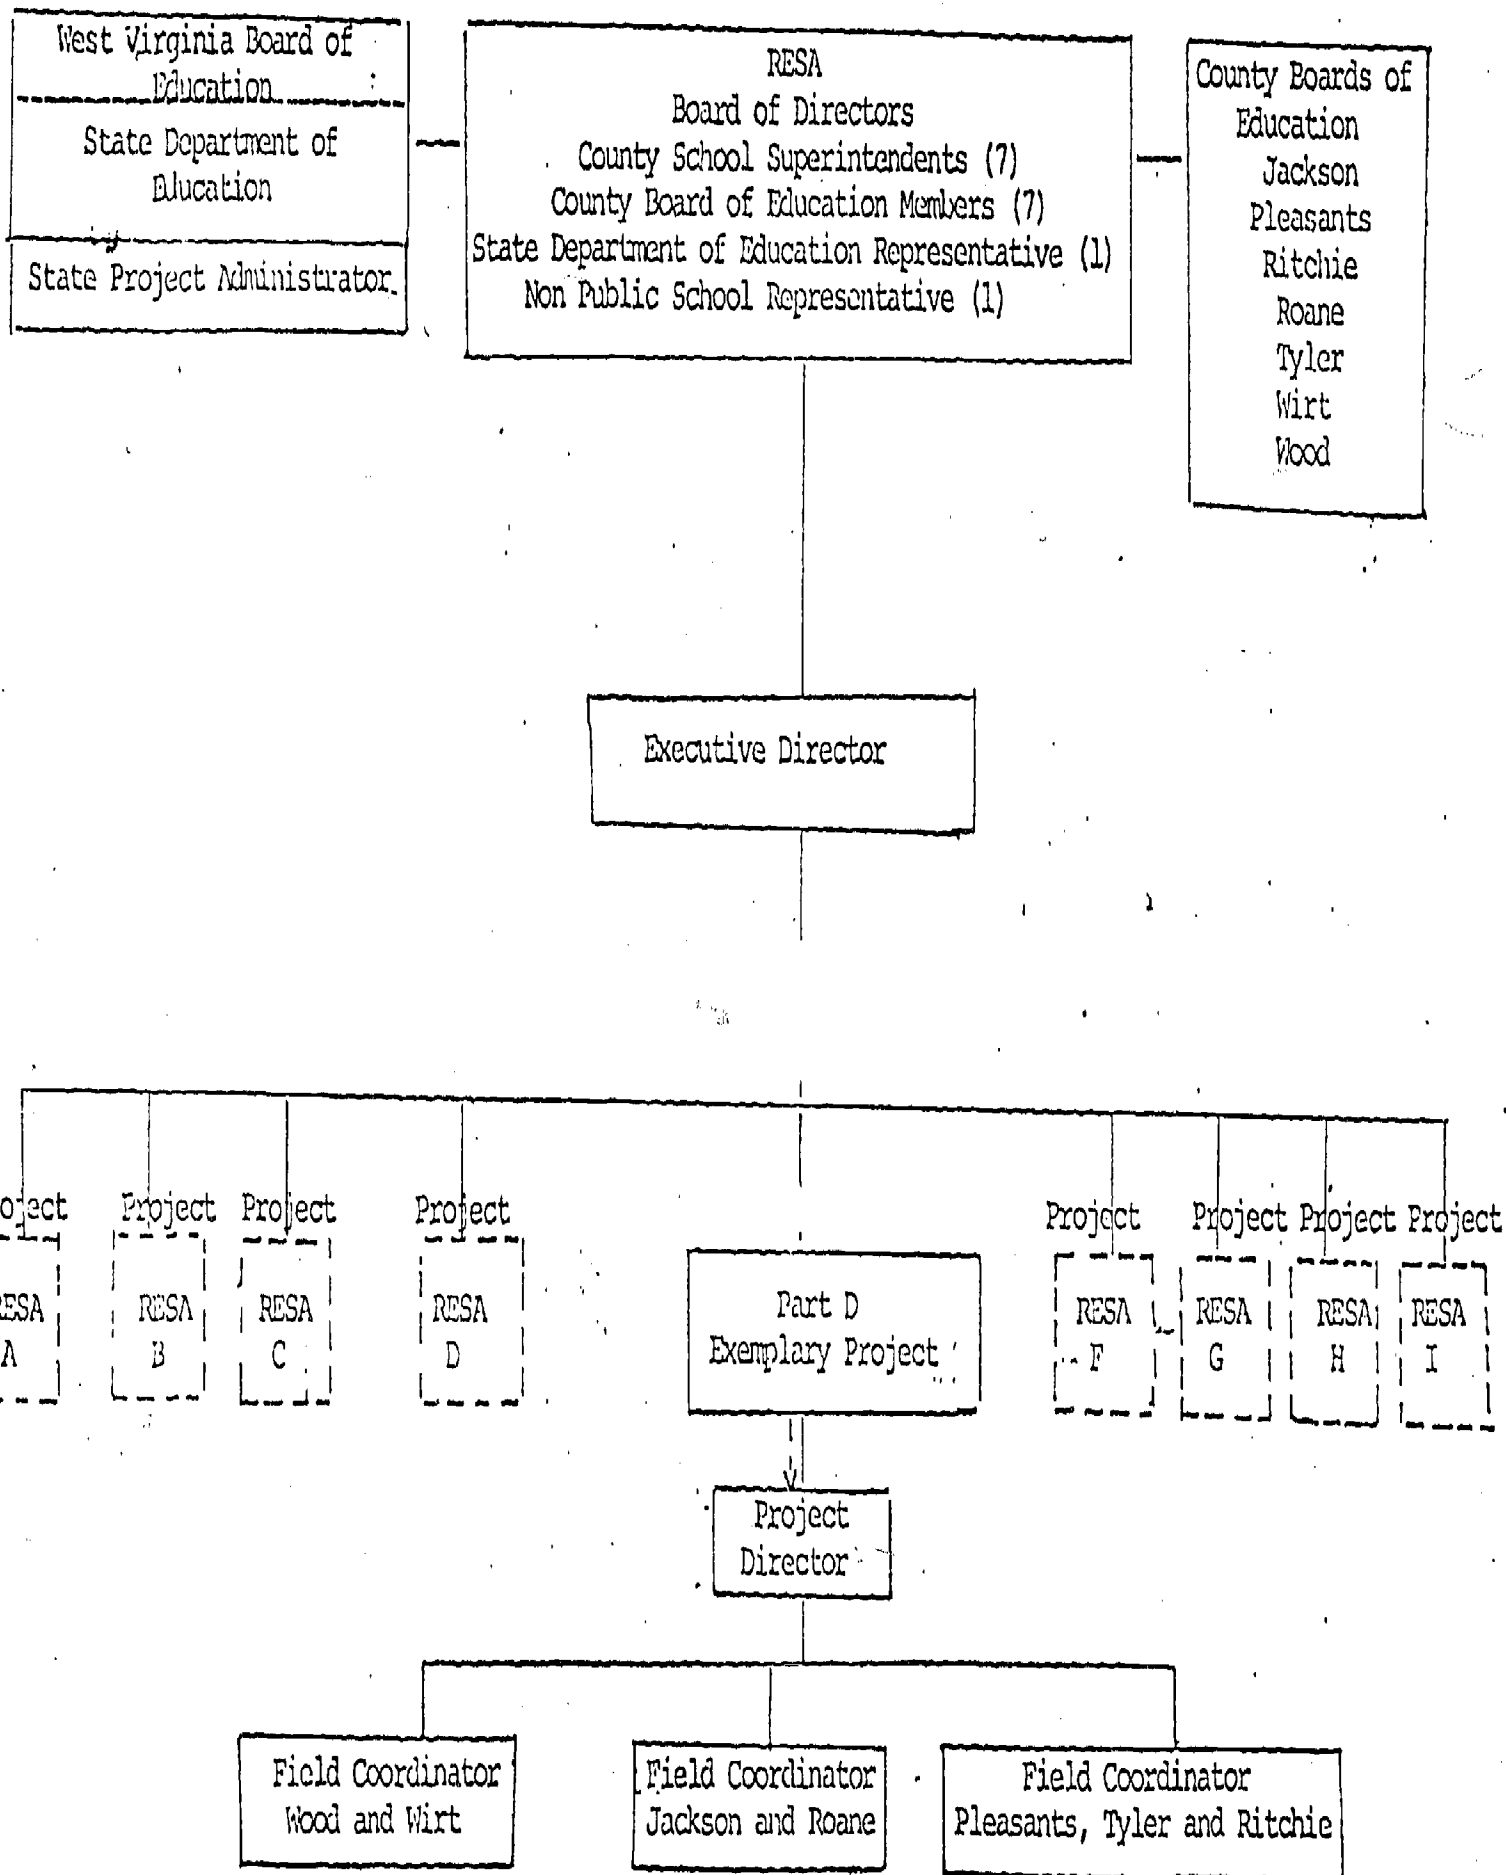 West Virginia Board of
Education
State Department of
Education
State Project Administrator
RESA
Board of Directors
County School Superintendents (7)
County Board of Education Members (7)
State Department of Education Representative (1)
Non Public School Representative (1)
County Boards of
Education
Jackson
Pleasants
Ritchie
Roane
Tyler
Wirt
Wood
Executive Director
oject
RESA
A
Project
RESA
B
Project
RESA
C
Project
RESA
D
Part D
Exemplary Project
Project
RESA
F
Project
RESA
G
Project
RESA
H
Project
RESA
I
Project
Director
Field Coordinator
Wood and Wirt
Field Coordinator
Jackson and Roane
Field Coordinator
Pleasants, Tyler and Ritchie